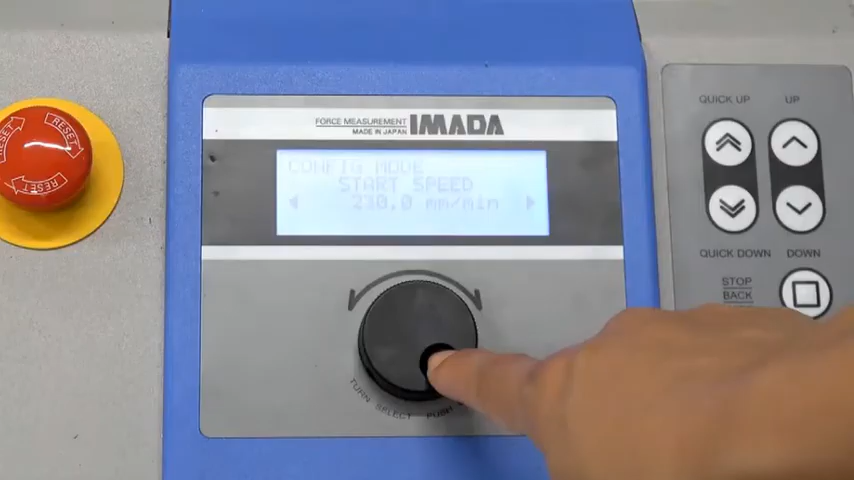 RESET
RESET
RESET
FORCE MEASUREMENT
MADE IN JAPAN
IMADA
CONFIG MODE
START SPEED
230.0 mm/min
TURN SELECT PUSH
QUICK UP
UP
QUICK DOWN
DOWN
STOP
BACK